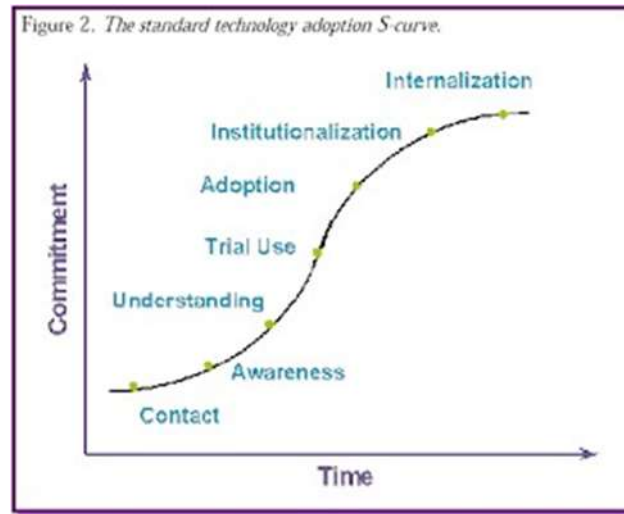 Figure 2. The standard technology adoption S-curve.
Internalization
Institutionalization
Adoption
Trial Use
Understanding
Awareness
Contact
Commitment
Time